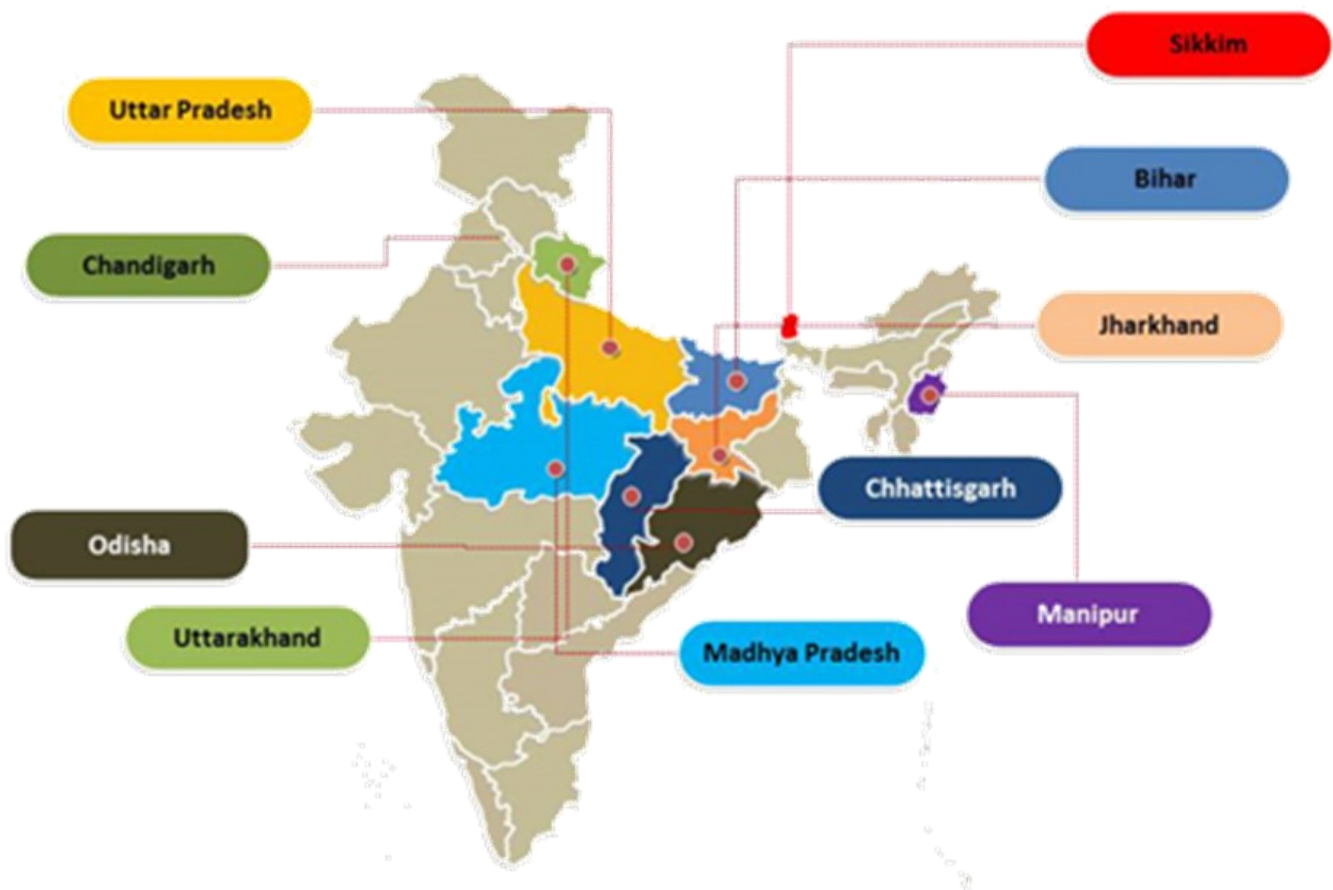 Sikkim
Uttar Pradesh
Bihar
Chandigarh
Jharkhand
Chhattisgarh
Odisha
Manipur
Uttarakhand
Madhya Pradesh